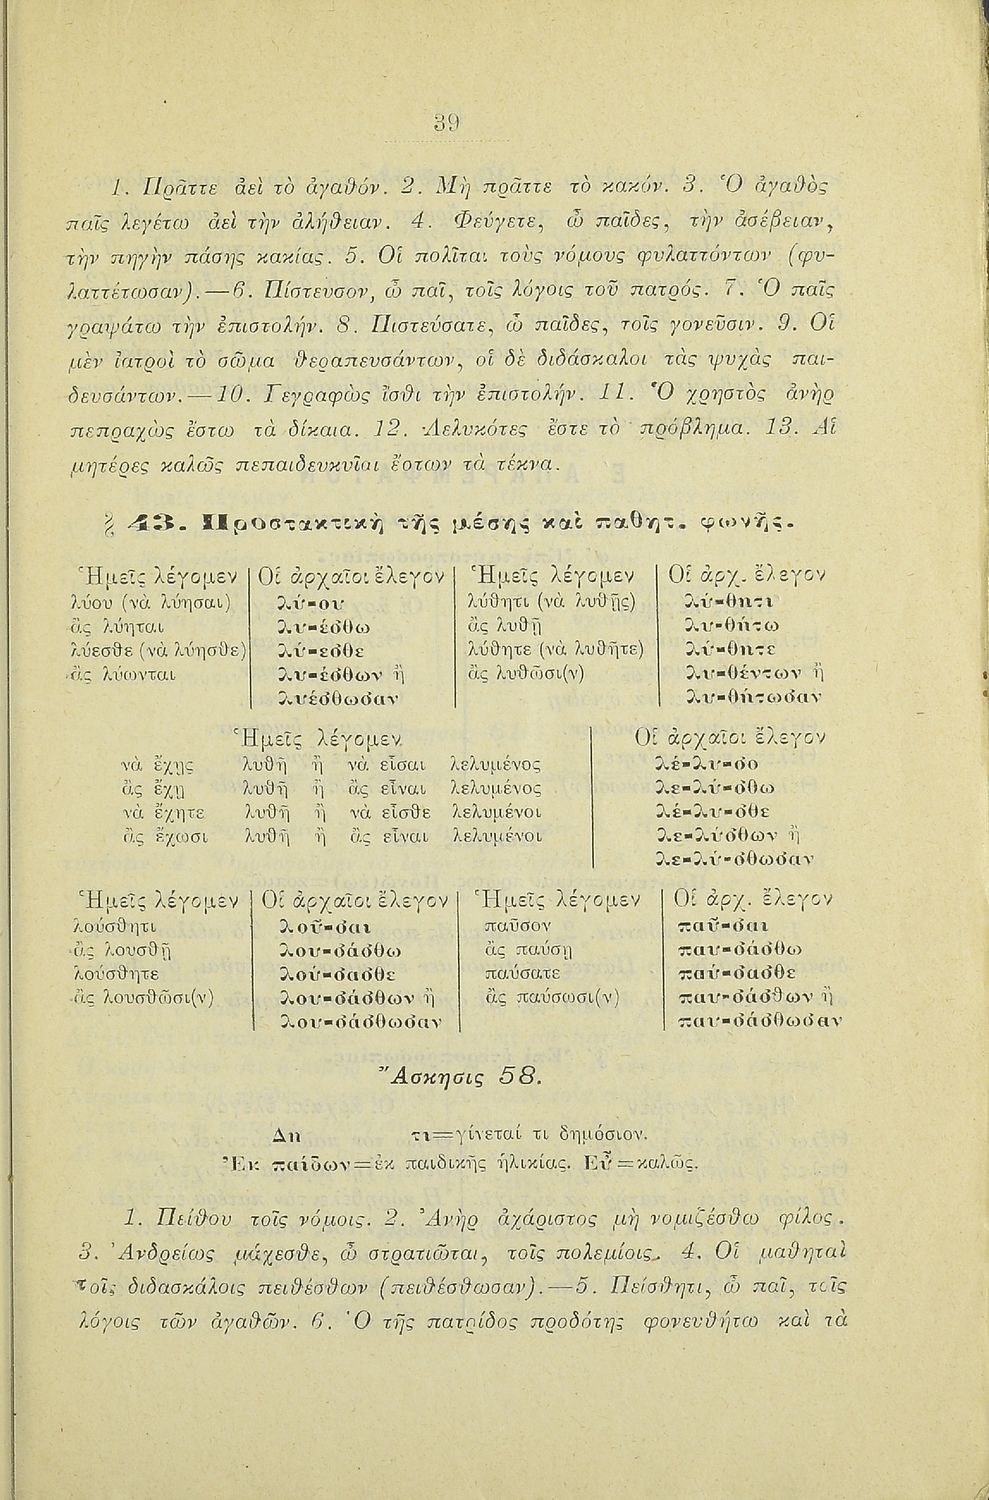 39
1. Πρᾶττε ἀεὶ τὸ ἀγαθόν. 2. Μὴ πρᾶττε τὸ κακόν. 3. Ὁ ἀγαθὸς
παῖς λεγέτω ἀεὶ τὴν ἀλήθειαν. 4. Φεύγετε, ὦ παῖδες, τὴν ἀσέβειαν,
τὴν πηγὴν πάσης κακίας. 5. Οἱ πολῖται τοὺς νόμους φυλαττόντων (φυ-
λαττέτωσαν).—6. Πίστευσον, ὦ παῖ, τοῖς λόγοις τοῦ πατρός. 7. Ὁ παῖς
γραψάτω τὴν ἐπιστολήν. 8. Πιστεύσατε, ὦ παῖδες, τοῖς γονεῦσιν. 9. Οἱ
μὲν ἰατροὶ τὸ σῶμα θεραπευσάντων, οἱ δὲ διδάσκαλοι τὰς ψυχὰς παι-
δευσάντων.—10. Γεγραφὼς ἴσθι τὴν ἐπιστολήν. 11. Ὁ χρηστὸς ἀνὴρ
πεπραχὼς ἔστω τὰ δίκαια. 12. Λελυκότες ἔστε τὸ πρόβλημα. 13. Αἱ
μητέρες καλῶς πεπαιδευκυῖαι ἔστων τὰ τέκνα.
§ 43. Προστακτικὴ τῆς μέσης καὶ παθητ. φωνῆς.
Ἡμεῖς λέγομεν Οἱ ἀρχαῖοι ἔλεγον Ἡμεῖς λέγομεν Οἱ ἀρχ. ἔλεγον
λύου (νὰ λύησαι) λύ-ου λύθητι (νὰ λυθῇς) λύ-θητι
ἂς λύηται λυ-έσθω ἂς λυθῇ λυ-θήτω
λύεσθε (νὰ λύησθε) λύ-εσθε λύθητε (νὰ λυθῆτε) λύ-θητε
ἂς λύωνται λυ-έσθων ἢ ἂς λυθῶσι(ν) λυ-θέντων ἢ
λυέσθωσαν λυ-θήτωσαν
Ἡμεῖς λέγομεν Οἱ ἀρχαῖοι ἔλεγον
νὰ ἔχῃς λυθῆ ἢ νὰ εἶσαι λελυμένος λέ-λυ-σο
ἂς ἔχῃ λυθῆ ἢ ἂς εἶναι λελυμένος λε-λύ-σθω
νὰ ἔχητε λυθῆ ἢ νὰ εἶσθε λελυμένοι λέ-λυ-σθε
ἂς ἔχωσι λυθῆ ἢ ἂς εἶναι λελυμένοι λε-λύσθων ἢ
λε-λύ-σθωσαν
Ἡμεῖς λέγομεν Οἱ ἀρχαῖοι ἔλεγον Ἡμεῖς λέγομεν Οἱ ἀρχ. ἔλεγον
λούσθητι λοῦ-σαι παῦσον παῦ-σαι
ἂς λουσθῇ λου-σάσθω ἂς παύσῃ παυ-σάσθω
λούσθητε λού-σασθε παύσατε παύ-σασθε
ἂς λουσθῶσι(ν) λου-σάσθων ἢ ἂς παύσωσι(ν) παυ-σάσθων ἢ
λου-σάσθωσαν παυ-σάσθωσαν
Ἄσκησις 58.
Δη τι=γίνεταί τι δημόσιον.
Ἐκ παίδων=ἐκ παιδικῆς ἡλικίας. Εὖ=καλῶς.
1. Πείθου τοῖς νόμοις. 2. Ἀνὴρ ἀχάριστος μὴ νομιζέσθω φίλος.
3. Ἀνδρείως μάχεσθε, ὦ στρατιῶται, τοῖς πολεμίοις. 4. Οἱ μαθηταὶ
τοῖς διδασκάλοις πειθέσθων (πειθέσθωσαν).—5. Πείσθητι, ὦ παῖ, τοῖς
λόγοις τῶν ἀγαθῶν. 6. Ὁ τῆς πατρίδος προδότης φονευθήτω καὶ τὰ